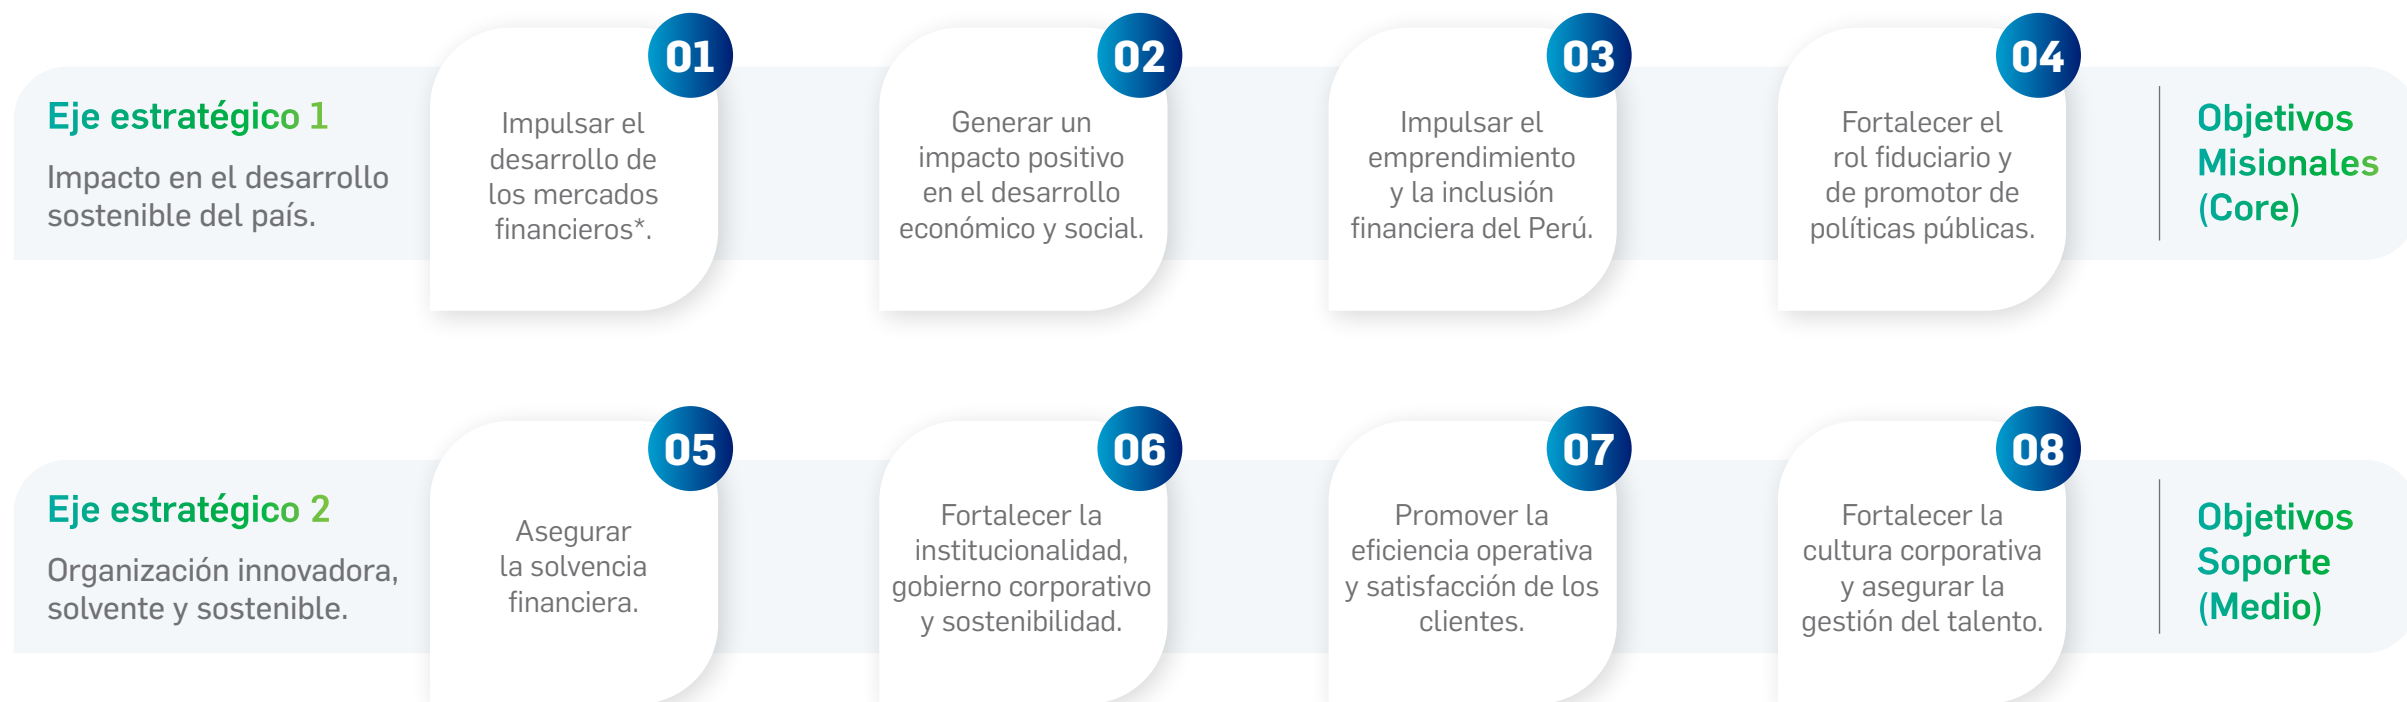 Eje estratégico 1
Impacto en el desarrollo
sostenible del país.
01
Impulsar el
desarrollo de
los mercados
financieros*.
02
Generar un
impacto positivo
en el desarrollo
económico y social.
03
Impulsar el
emprendimiento
y la inclusión
financiera del Perú.
04
Fortalecer el
rol fiduciario y
de promotor de
políticas públicas.
Objetivos
Misionales
(Core)
Eje estratégico 2
Organización innovadora,
solvente y sostenible.
05
Asegurar
la solvencia
financiera.
06
Fortalecer la
institucionalidad,
gobierno corporativo
y sostenibilidad.
07
Promover la
eficiencia operativa
y satisfacción de los
clientes.
08
Fortalecer la
cultura corporativa
y asegurar la
gestión del talento.
Objetivos
Soporte
(Medio)